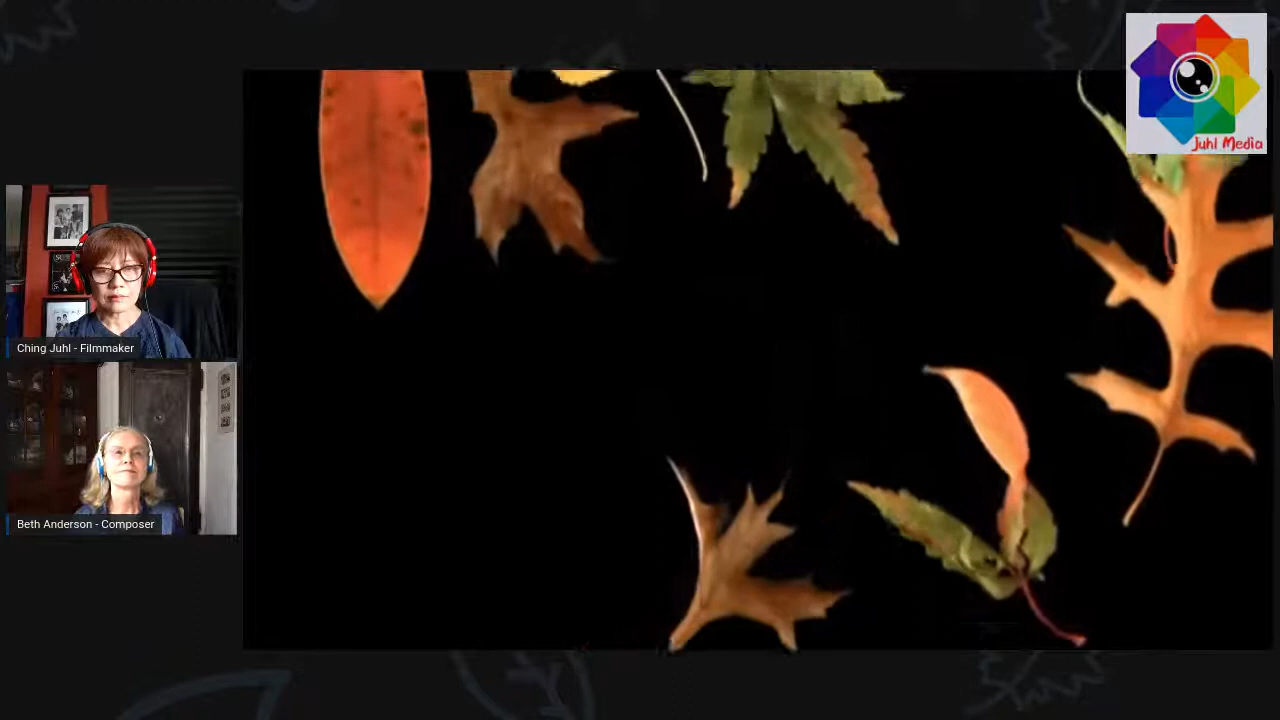 Juhl Media
Ching Juhl - Filmmaker
Beth Anderson - Composer